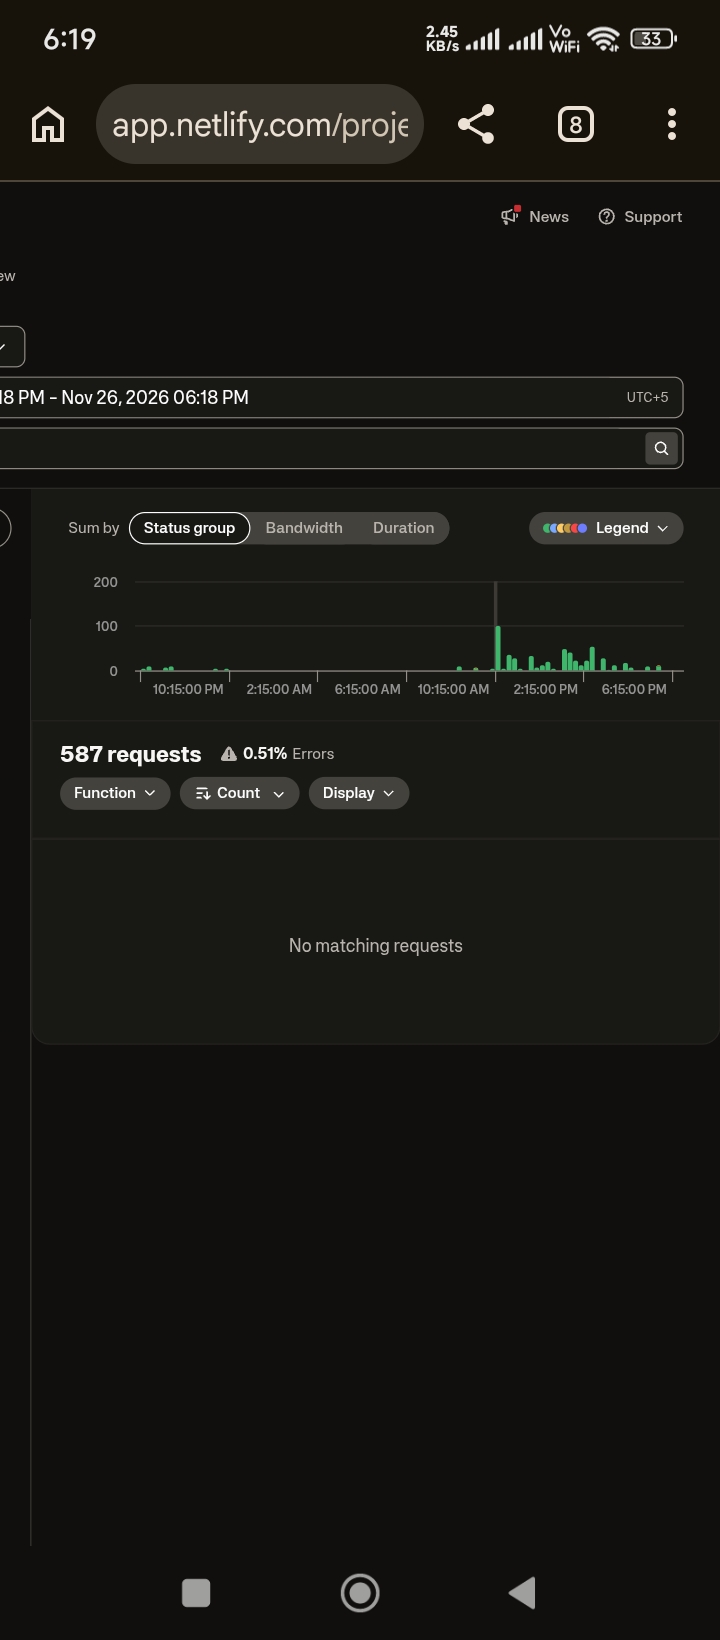 6:19
2.45 KB/s
Vo WiFi
33
app.netlify.com/proje
8
News
Support
ew
18 PM - Nov 26, 2026 06:18 PM
UTC+5
Sum by
Status group
Bandwidth
Duration
Legend
200
100
0
10:15:00 PM
2:15:00 AM
6:15:00 AM
10:15:00 AM
2:15:00 PM
6:15:00 PM
587 requests
0.51% Errors
Function
Count
Display
No matching requests